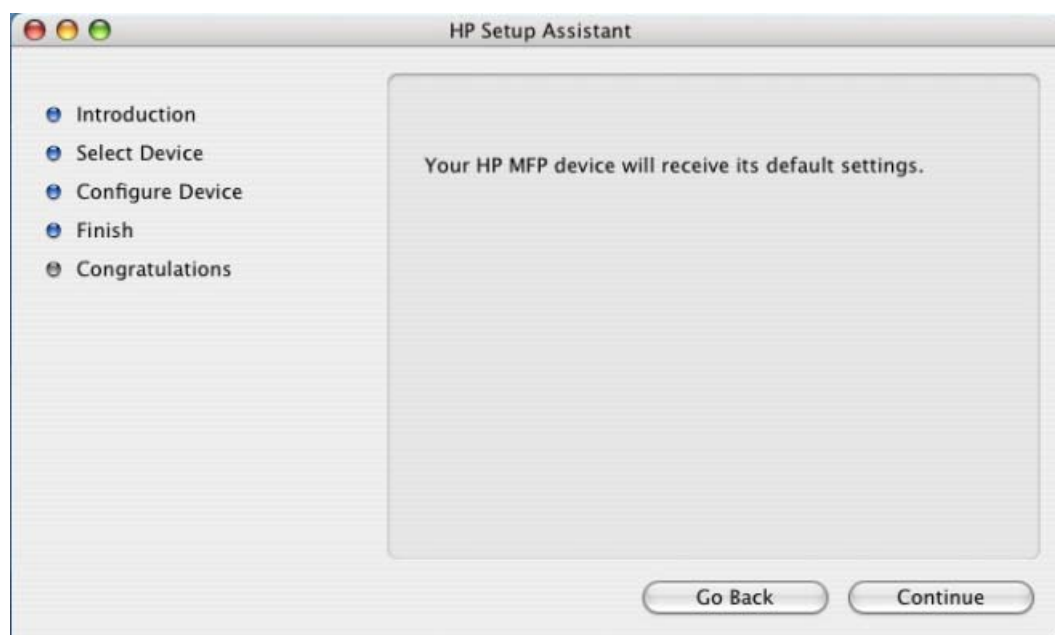 HP Setup Assistant
Introduction
Select Device
Configure Device
Finish
Congratulations
Your HP MFP device will receive its default settings.
Go Back
Continue